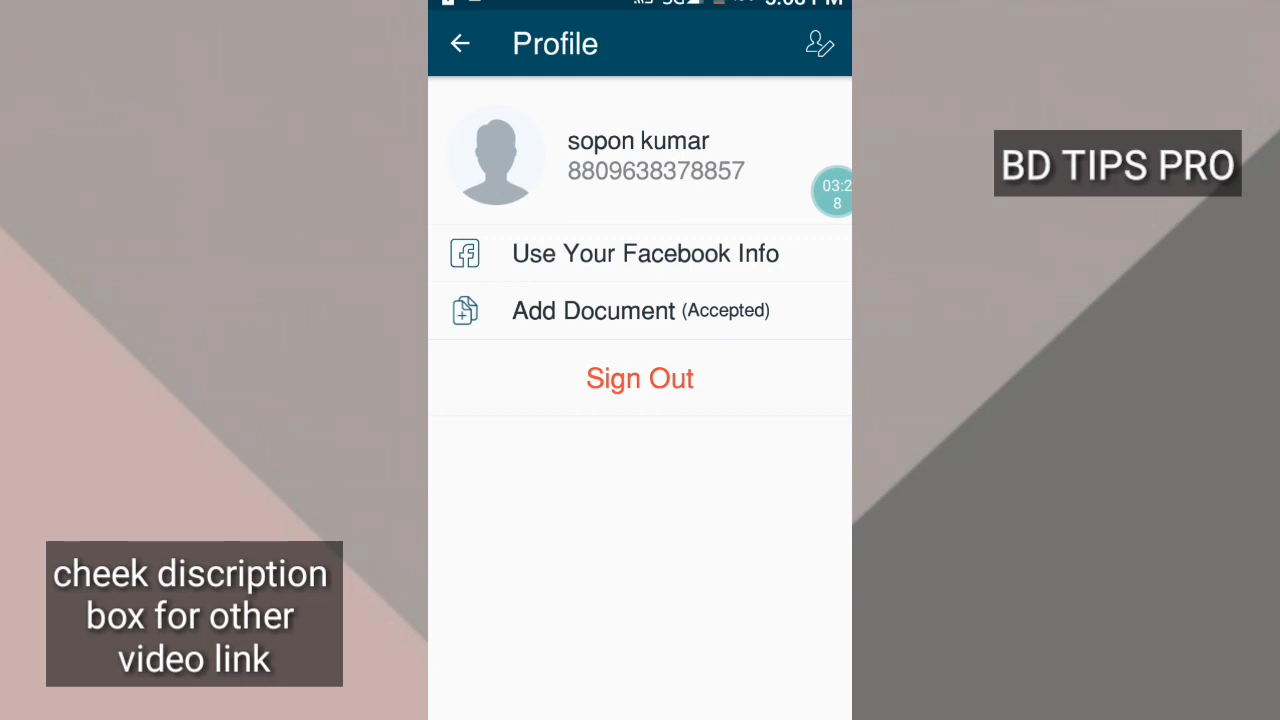 Profile
sopon kumar
8809638378857
03:2
8
BD TIPS PRO
Use Your Facebook Info
Add Document (Accepted)
Sign Out
cheek discription
box for other
video link